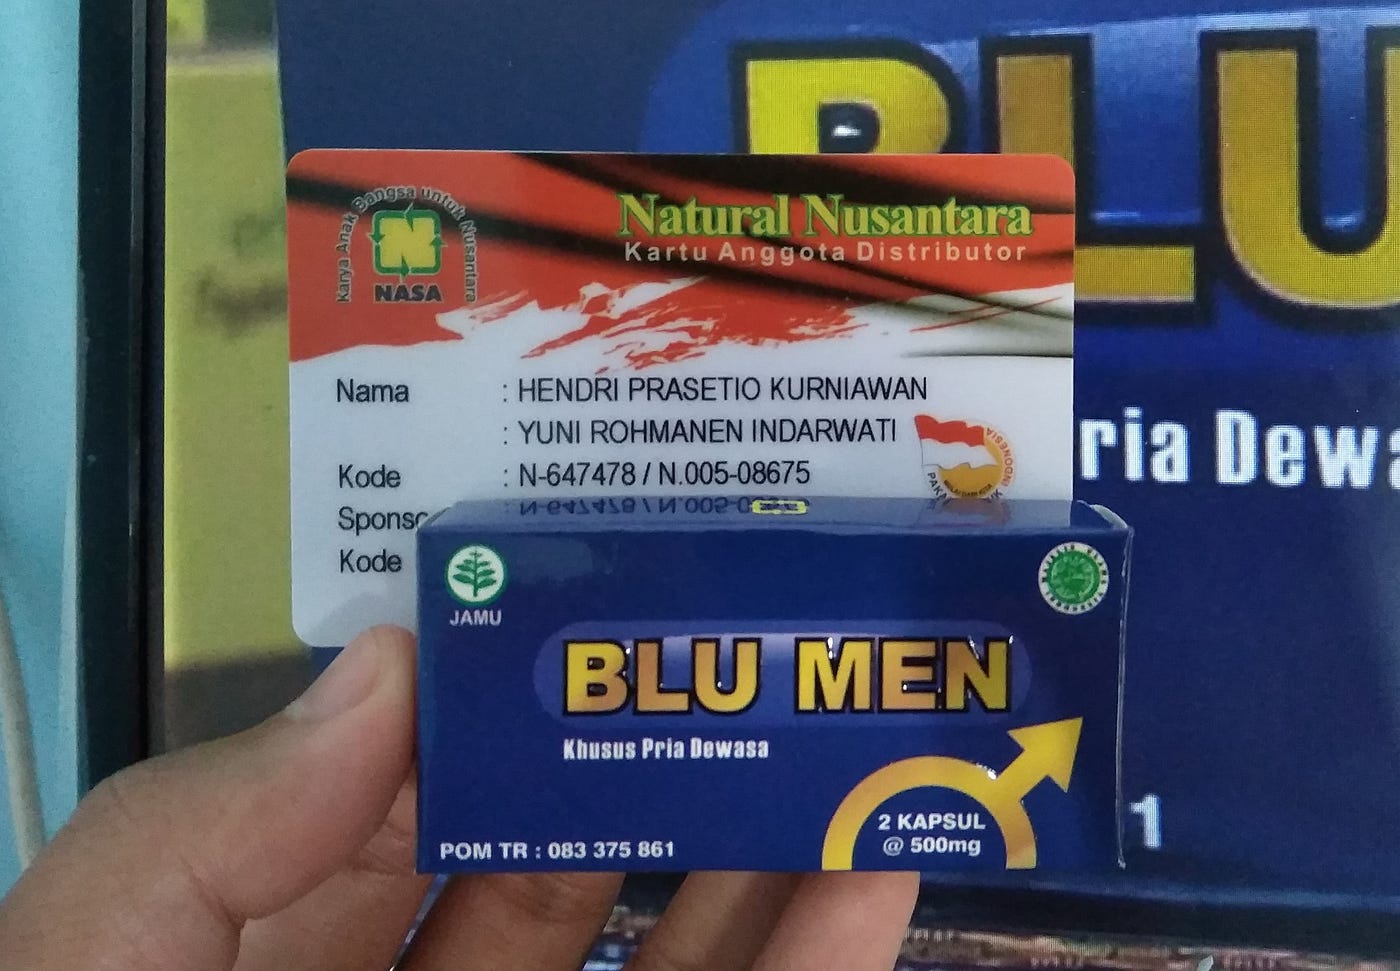 BLU
ria Dewa
1
Karya Anak Bangsa untuk Nusantara
N
NASA
Natural Nusantara
Kartu Anggota Distributor
Nama : HENDRI PRASETIO KURNIAWAN
: YUNI ROHMANEN INDARWATI
Kode : N-647478 / N.005-08675
Sponso
Kode
INDONESIA
JAMU
BLU MEN
Khusus Pria Dewasa
2 KAPSUL
@ 500mg
POM TR : 083 375 861